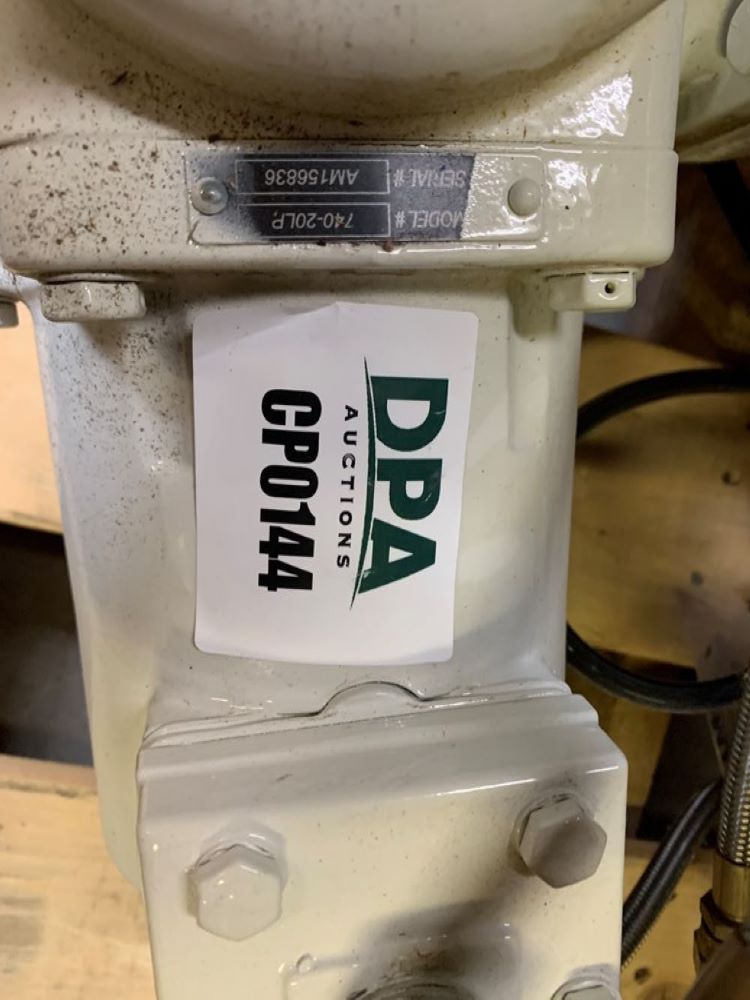 MODEL # 740-20LP
SERIAL # AM156836
DPA
AUCTIONS
CP0144